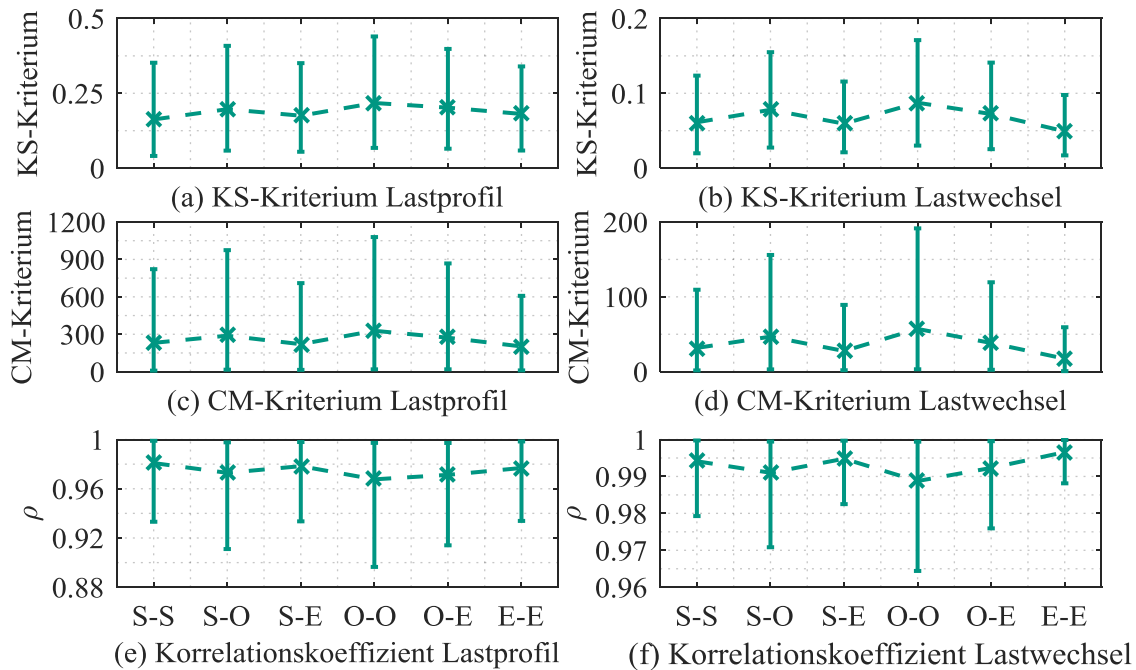 KS-Kriterium
0.5
0.25
0
(a) KS-Kriterium Lastprofil
KS-Kriterium
0.2
0.1
0
(b) KS-Kriterium Lastwechsel
CM-Kriterium
1200
900
600
300
0
(c) CM-Kriterium Lastprofil
CM-Kriterium
200
100
0
(d) CM-Kriterium Lastwechsel
ρ
1
0.96
0.92
0.88
S-S S-O S-E O-O O-E E-E
(e) Korrelationskoeffizient Lastprofil
ρ
1
0.99
0.98
0.97
0.96
S-S S-O S-E O-O O-E E-E
(f) Korrelationskoeffizient Lastwechsel